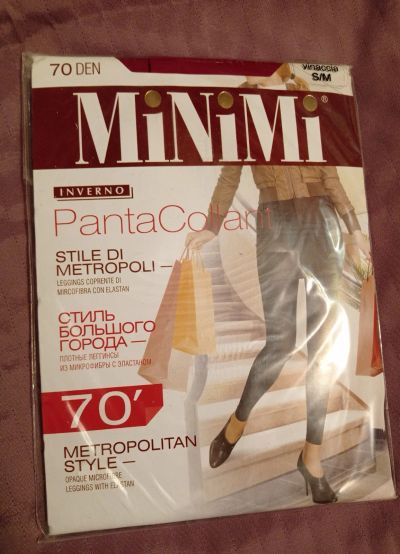 70 DEN
Vinaccia
S/M
MiNiMi®
INVERNO
PantaCollant
STILE DI
METROPOLI —
LEGGINGS COPRENTE DI
MIRCOFIBRA CON ELASTAN
СТИЛЬ
БОЛЬШОГО
ГОРОДА —
ПЛОТНЫЕ ЛЕГГИНСЫ
ИЗ МИКРОФИБРЫ С ЭЛАСТАНОМ
70'
METROPOLITAN
STYLE —
OPAQUE MICROFIBRE
LEGGINGS WITH ELASTAN